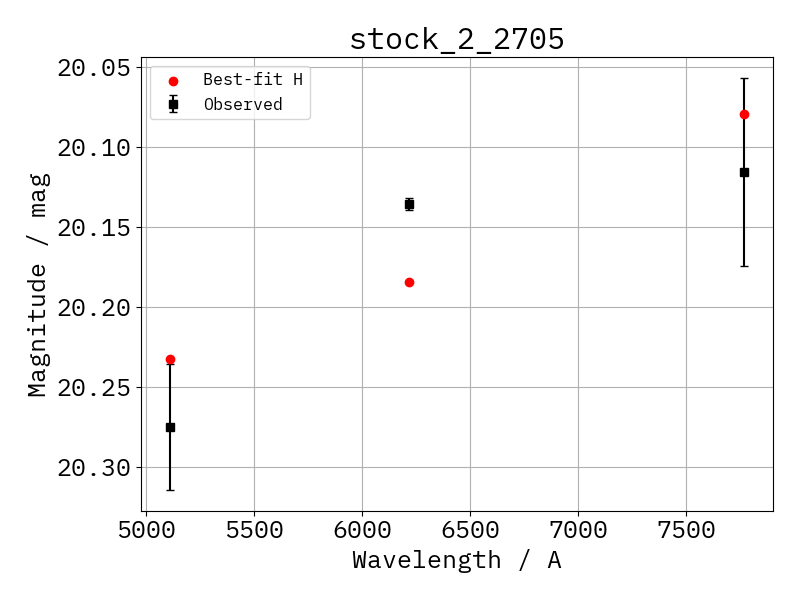 stock_2_2705
Best-fit H
Observed
Magnitude / mag
20.05
20.10
20.15
20.20
20.25
20.30
5000 5500 6000 6500 7000 7500
Wavelength / A